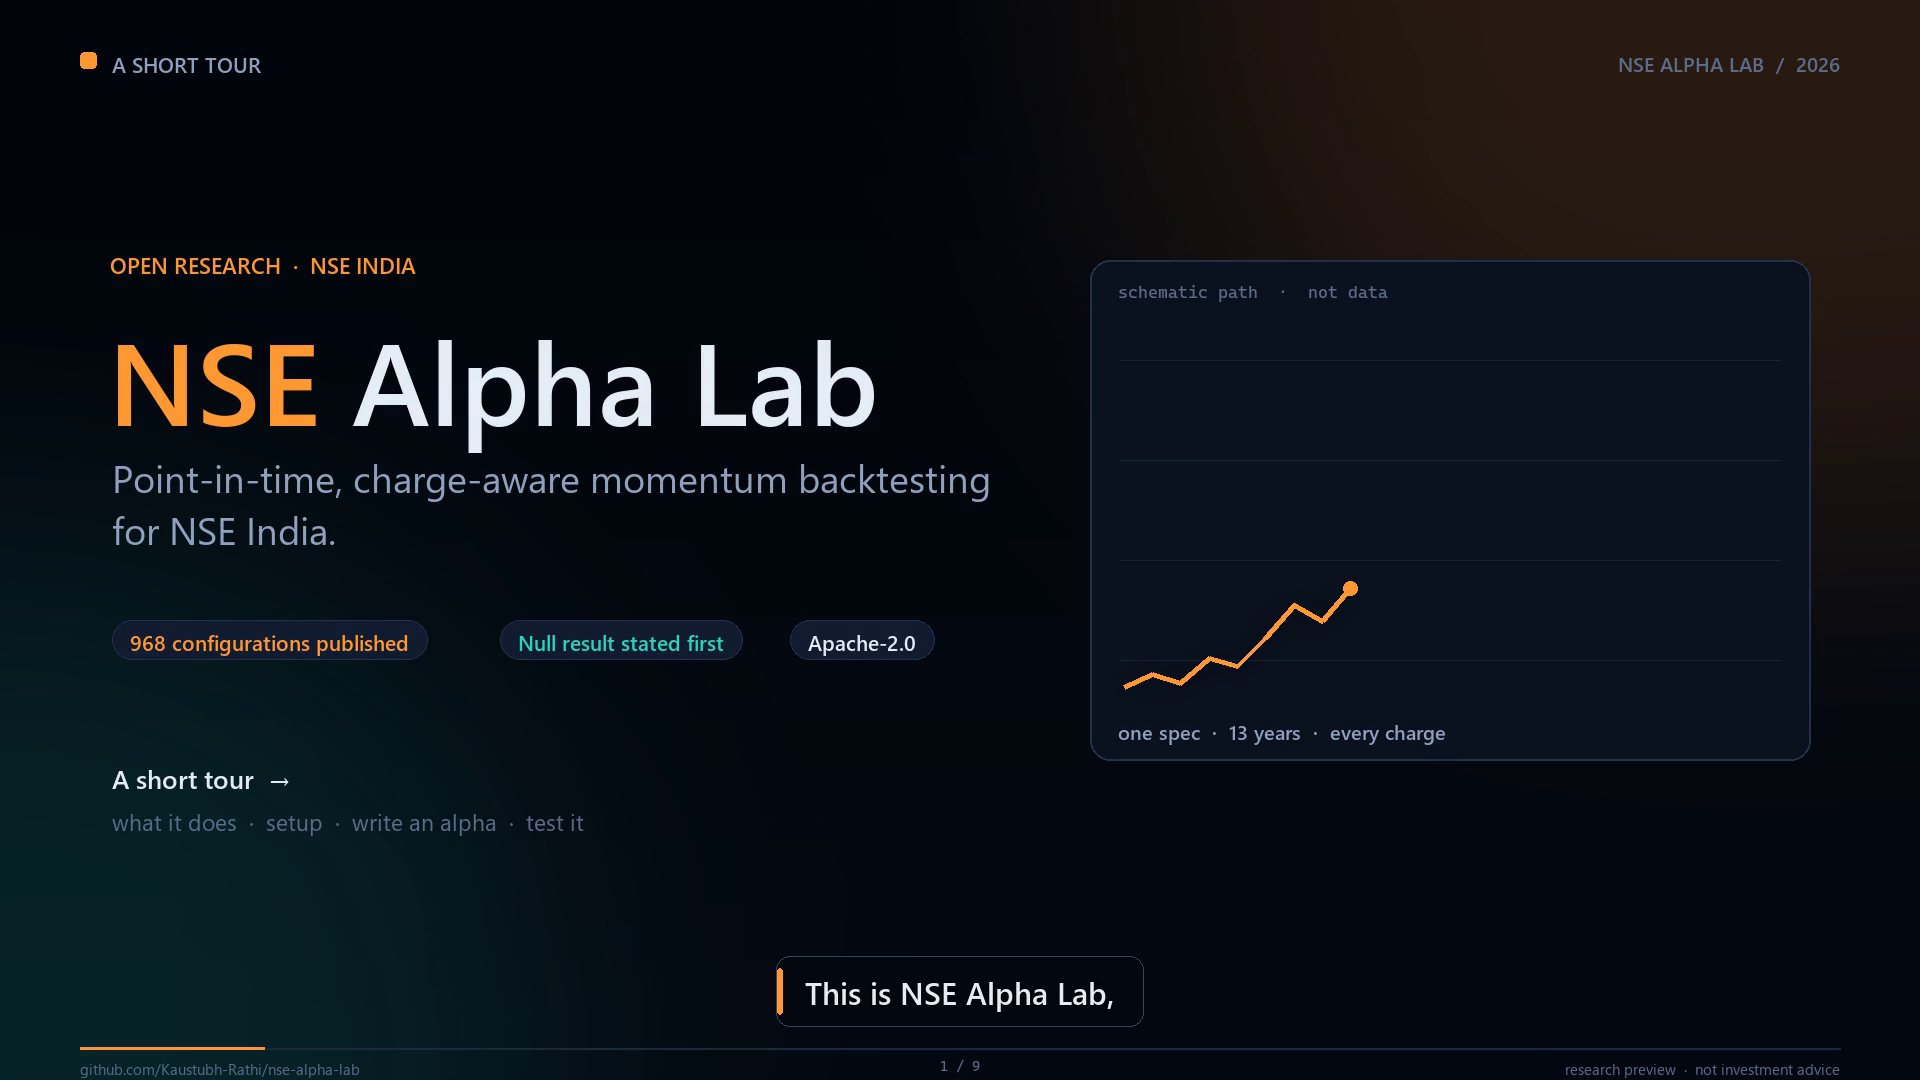 A SHORT TOUR
NSE ALPHA LAB / 2026
OPEN RESEARCH · NSE INDIA
NSE Alpha Lab
Point-in-time, charge-aware momentum backtesting
for NSE India.
968 configurations published
Null result stated first
Apache-2.0
A short tour →
what it does · setup · write an alpha · test it
schematic path · not data
one spec · 13 years · every charge
This is NSE Alpha Lab,
github.com/Kaustubh-Rathi/nse-alpha-lab
1 / 9
research preview · not investment advice